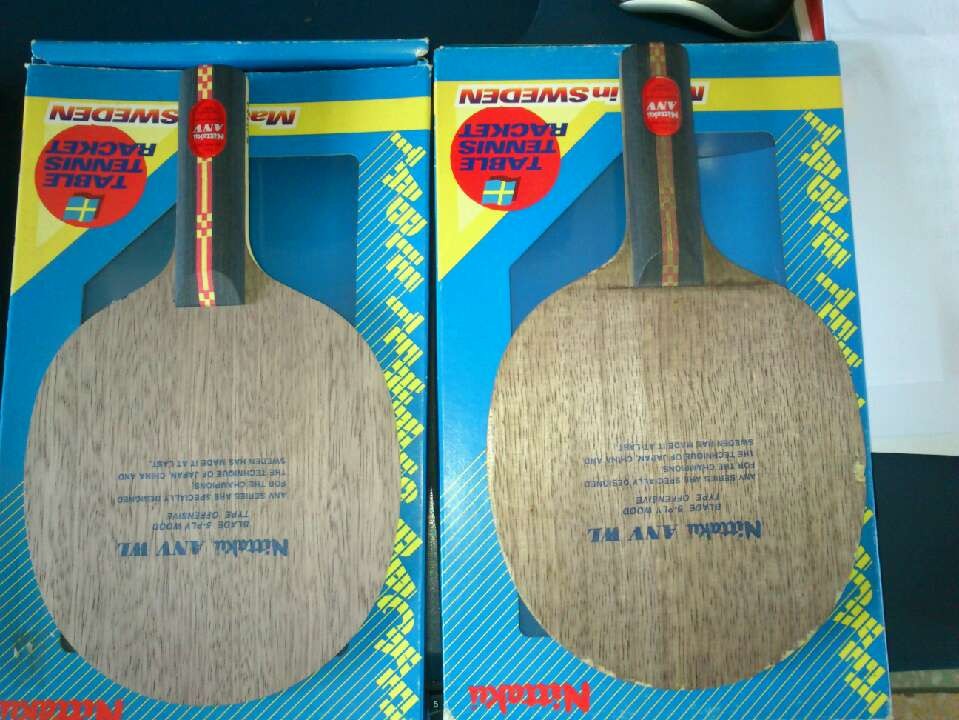 Nittaku
Nittaku ANV WL
BLADE 5-PLY WOOD
TYPE OFFENSIVE
ANV SERIES ARE SPECIALLY DESIGNED
FOR THE CHAMPIONS.
THE TECHNIQUE OF JAPAN, CHINA AND
SWEDEN HAS MADE IT AT LAST.
TABLE
TENNIS
RACKET
in SWEDEN
Nittaku
ANV
Nittaku
Nittaku ANV WL
BLADE 5-PLY WOOD
TYPE OFFENSIVE
ANV SERIES ARE SPECIALLY DESIGNED
FOR THE CHAMPIONS.
THE TECHNIQUE OF JAPAN, CHINA AND
SWEDEN HAS MADE IT AT LAST.
TABLE
TENNIS
RACKET
SWEDEN
Nittaku
ANV